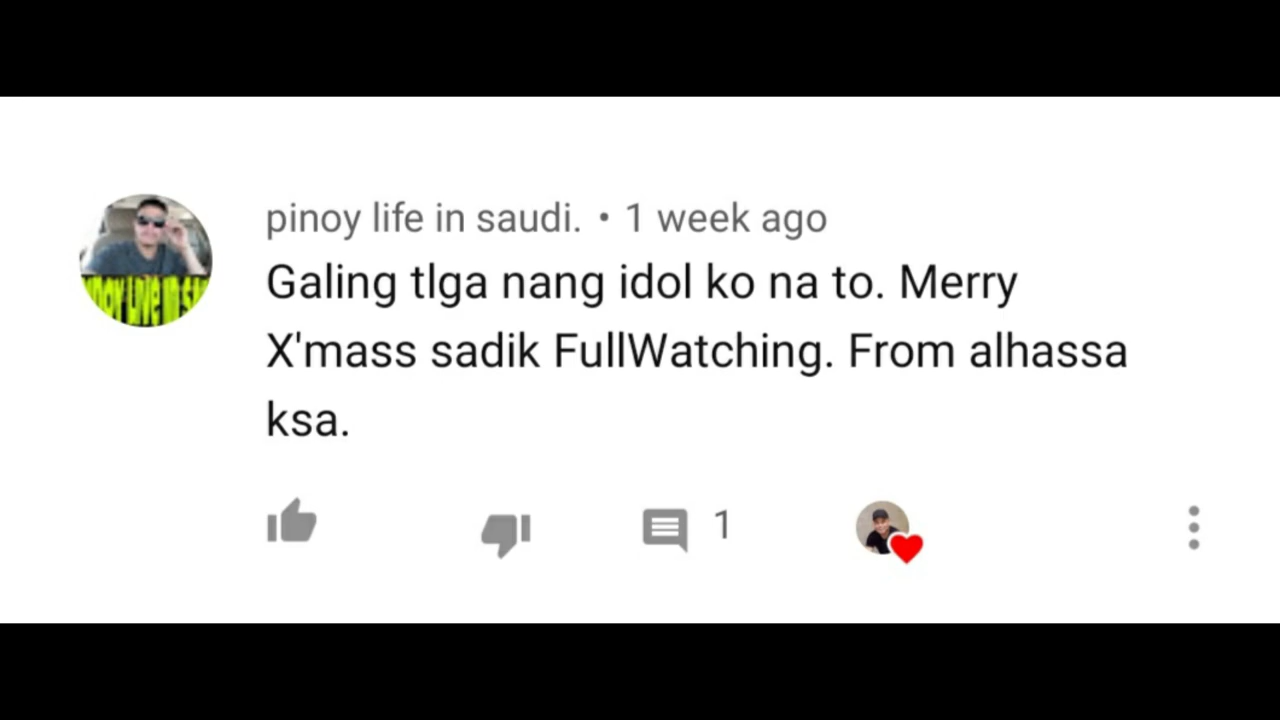 pinoy life in saudi. • 1 week ago
Galing tlga nang idol ko na to. Merry
X'mass sadik FullWatching. From alhassa
ksa.
1